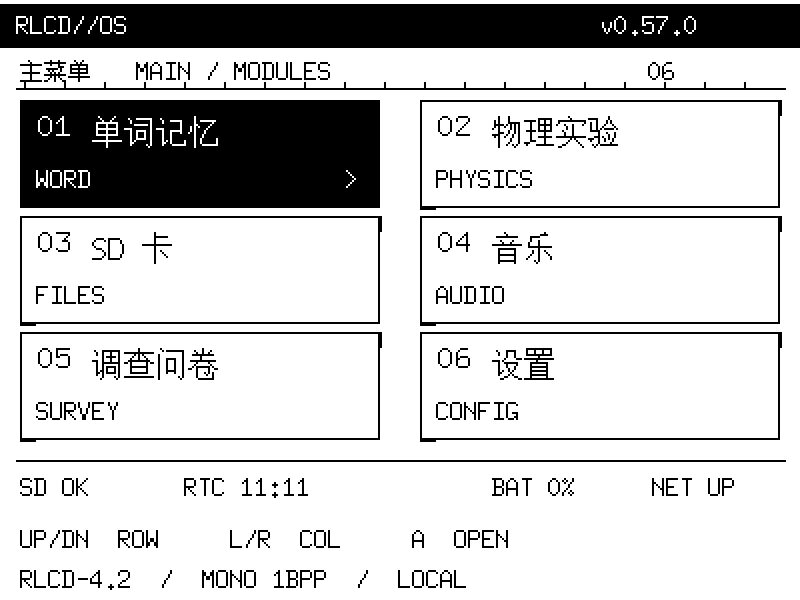 RLCD//OS v0.57.0
主菜单 MAIN / MODULES 06
01 单词记忆
WORD >
02 物理实验
PHYSICS
03 SD 卡
FILES
04 音乐
AUDIO
05 调查问卷
SURVEY
06 设置
CONFIG
SD OK RTC 11:11 BAT 0% NET UP
UP/DN ROW L/R COL A OPEN
RLCD-4.2 / MONO 1BPP / LOCAL